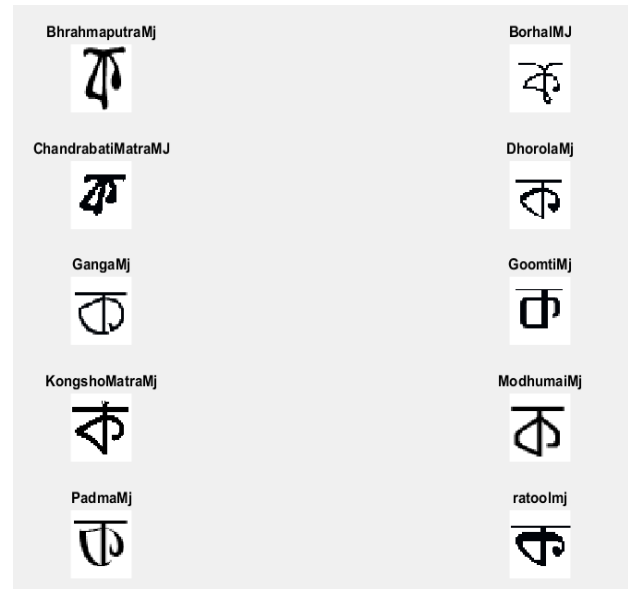 BhrahmaputraMj BorhalMJ
ক ক
ChandrabatiMatraMJ DhorolaMj
ক ক
GangaMj GoomtiMj
ক ক
KongshoMatraMj ModhumaiMj
ক ক
PadmaMj ratoolmj
ক ক